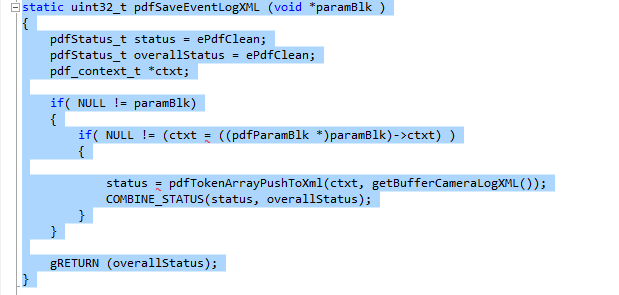 static uint32_t pdfSaveEventLogXML (void *paramBlk )
{
pdfStatus_t status = ePdfClean;
pdfStatus_t overallStatus = ePdfClean;
pdf_context_t *ctxt;
if( NULL != paramBlk)
{
if( NULL != (ctxt = ((pdfParamBlk *)paramBlk)->ctxt) )
{
status = pdfTokenArrayPushToXml(ctxt, getBufferCameraLogXML());
COMBINE_STATUS(status, overallStatus);
}
}
gRETURN (overallStatus);
}